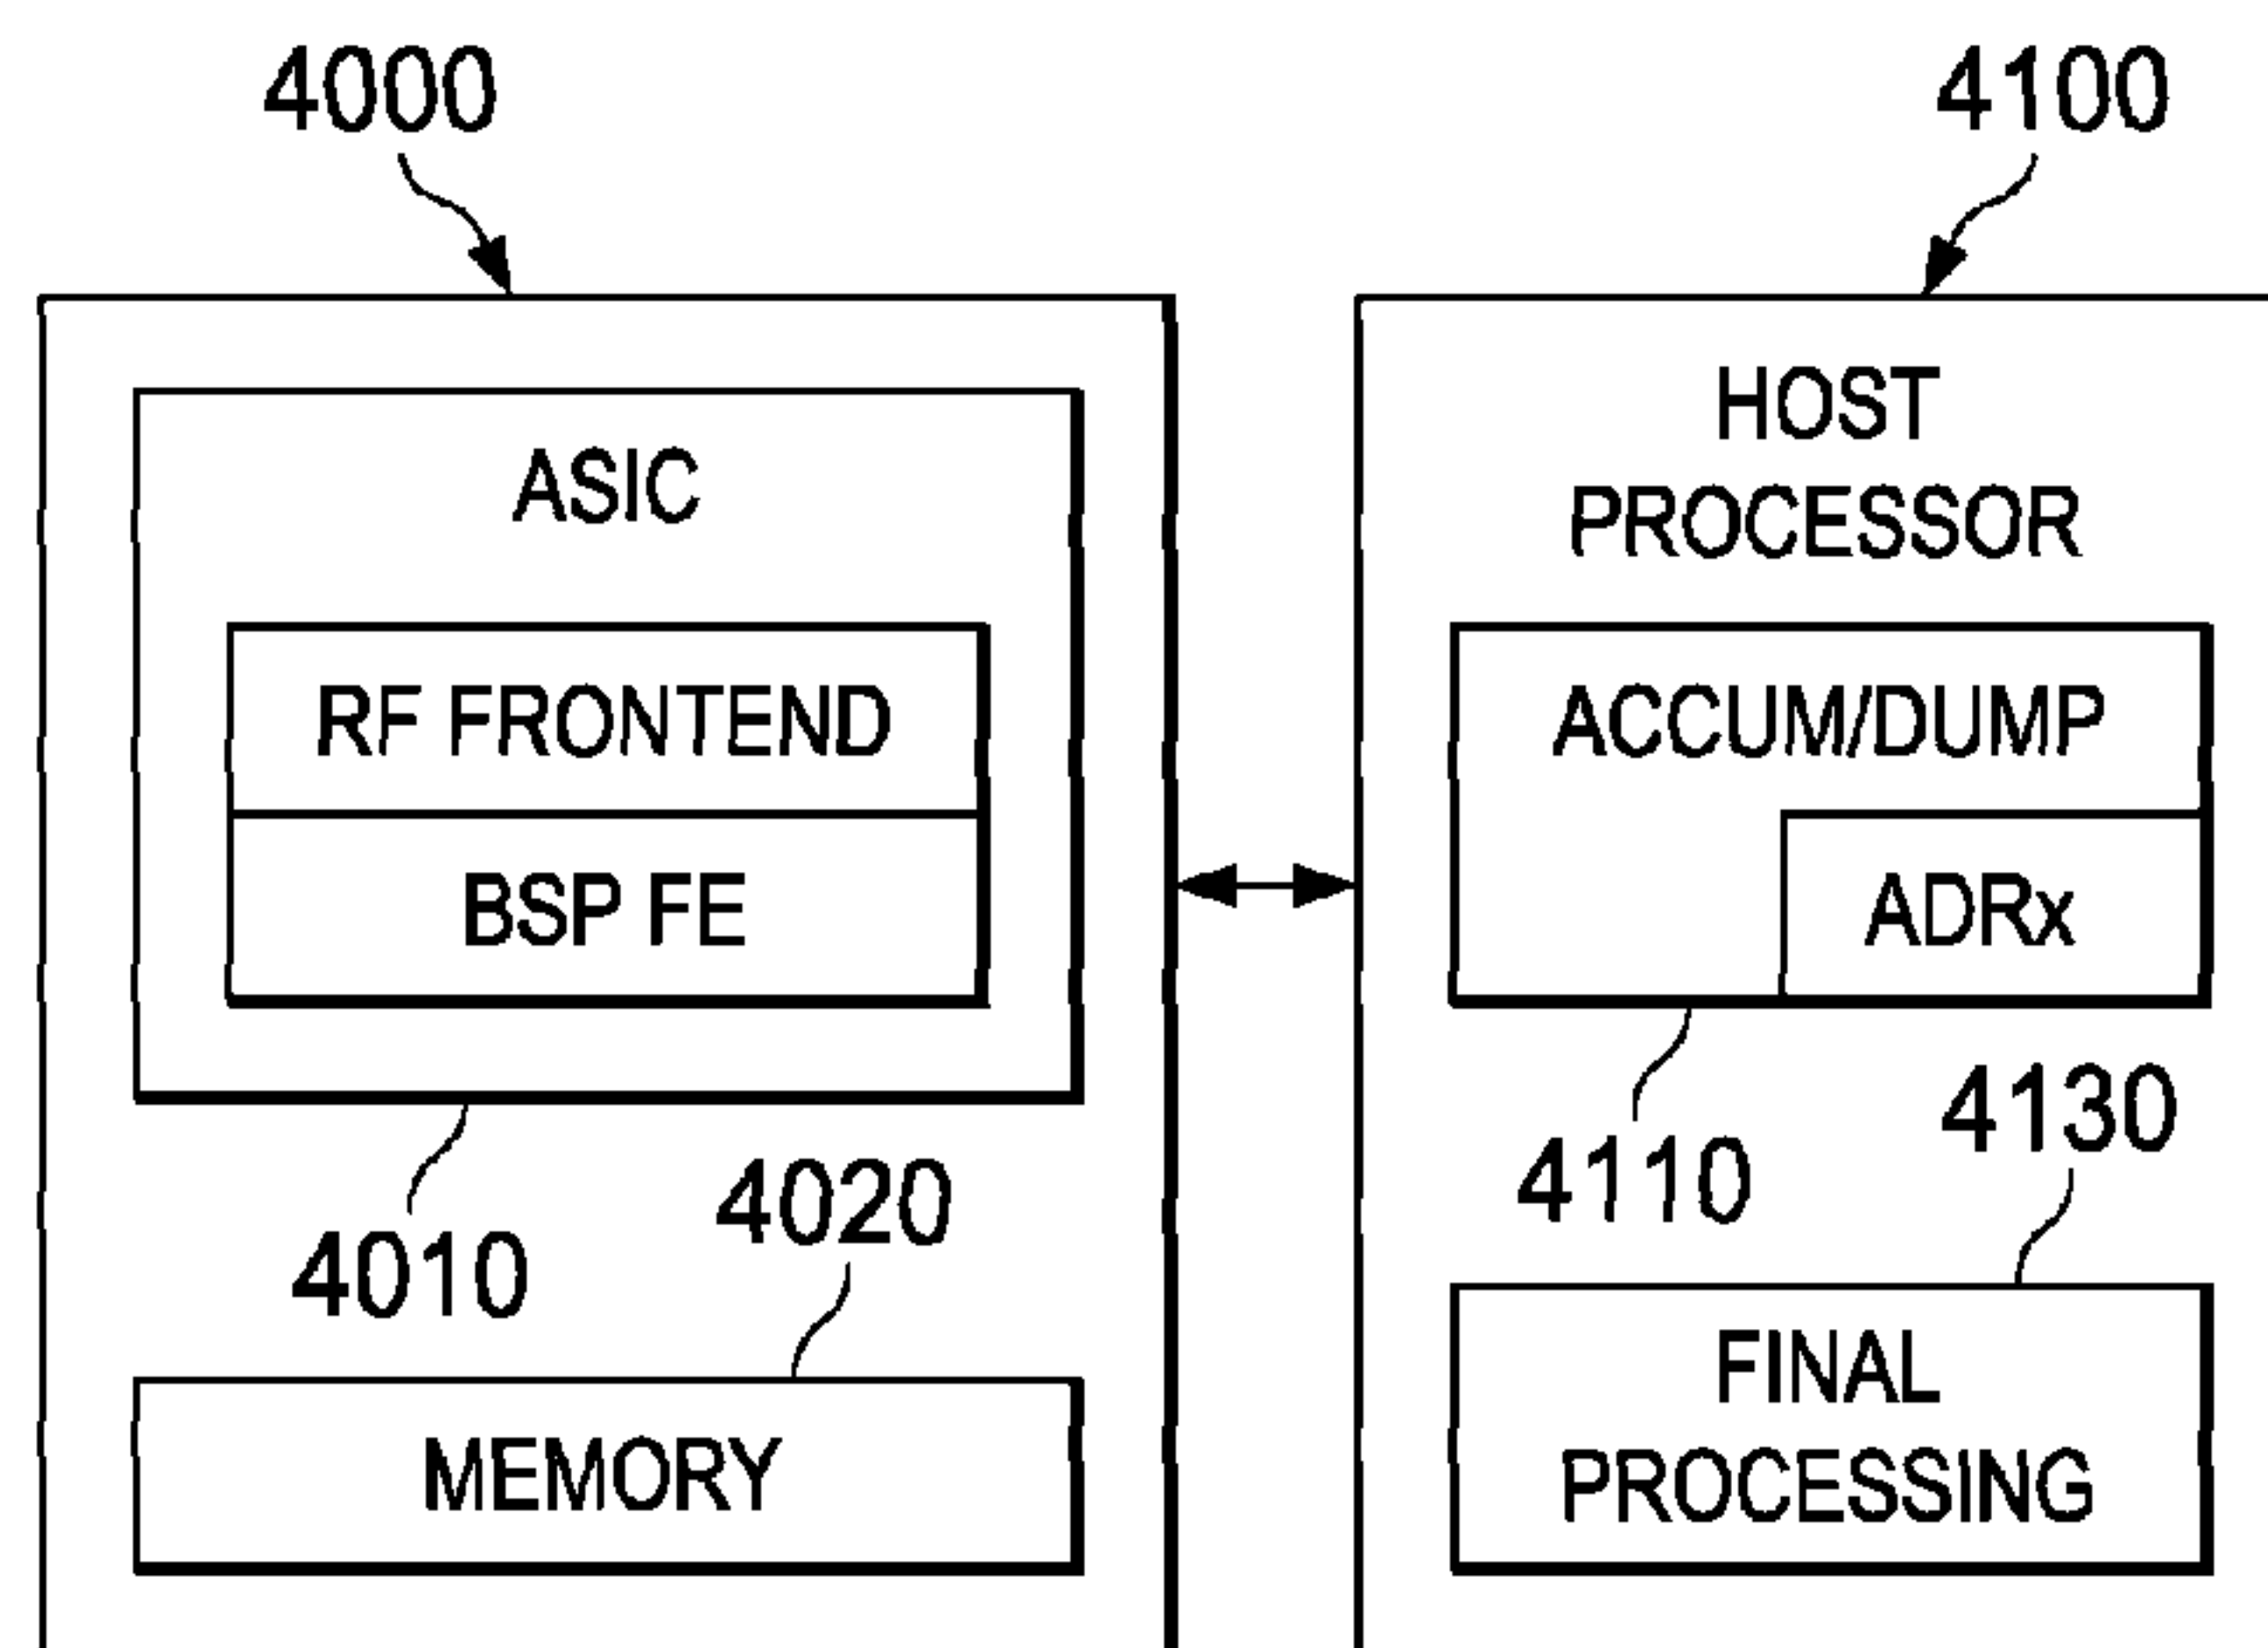 4000
4100
ASIC
RF FRONTEND
BSP FE
4010
4020
MEMORY
HOST
PROCESSOR
ACCUM/DUMP
ADRx
4110
4130
FINAL
PROCESSING